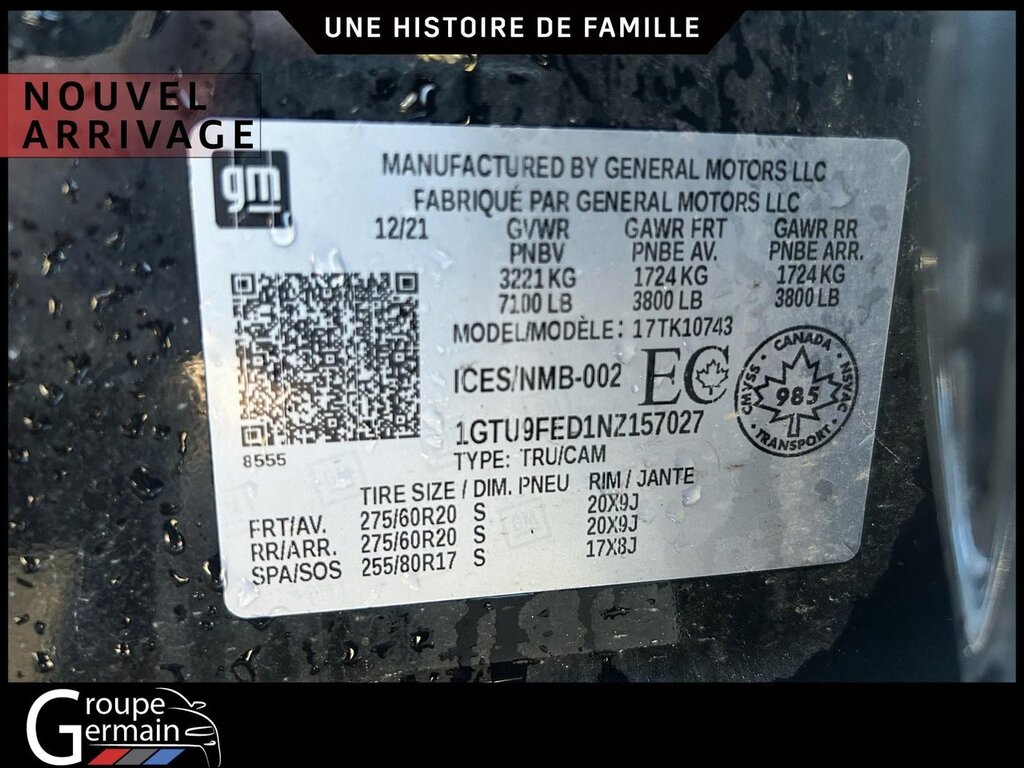 UNE HISTOIRE DE FAMILLE
NOUVEL
ARRIVAGE
gm
MANUFACTURED BY GENERAL MOTORS LLC
FABRIQUÉ PAR GENERAL MOTORS LLC
12/21 GVWR GAWR FRT GAWR RR
PNBV PNBE AV. PNBE ARR.
3221 KG 1724 KG 1724 KG
7100 LB 3800 LB 3800 LB
MODEL/MODÈLE: 17TK10743
ICES/NMB-002 EC
CANADA
CMVSS 985 NSVAC
TRANSPORT
1GTU9FED1NZ157027
8555
TYPE: TRU/CAM
TIRE SIZE / DIM. PNEU RIM / JANTE
FRT/AV. 275/60R20 S 20X9J
RR/ARR. 275/60R20 S 20X9J
SPA/SOS 255/80R17 S 17X8J
Groupe
Germain